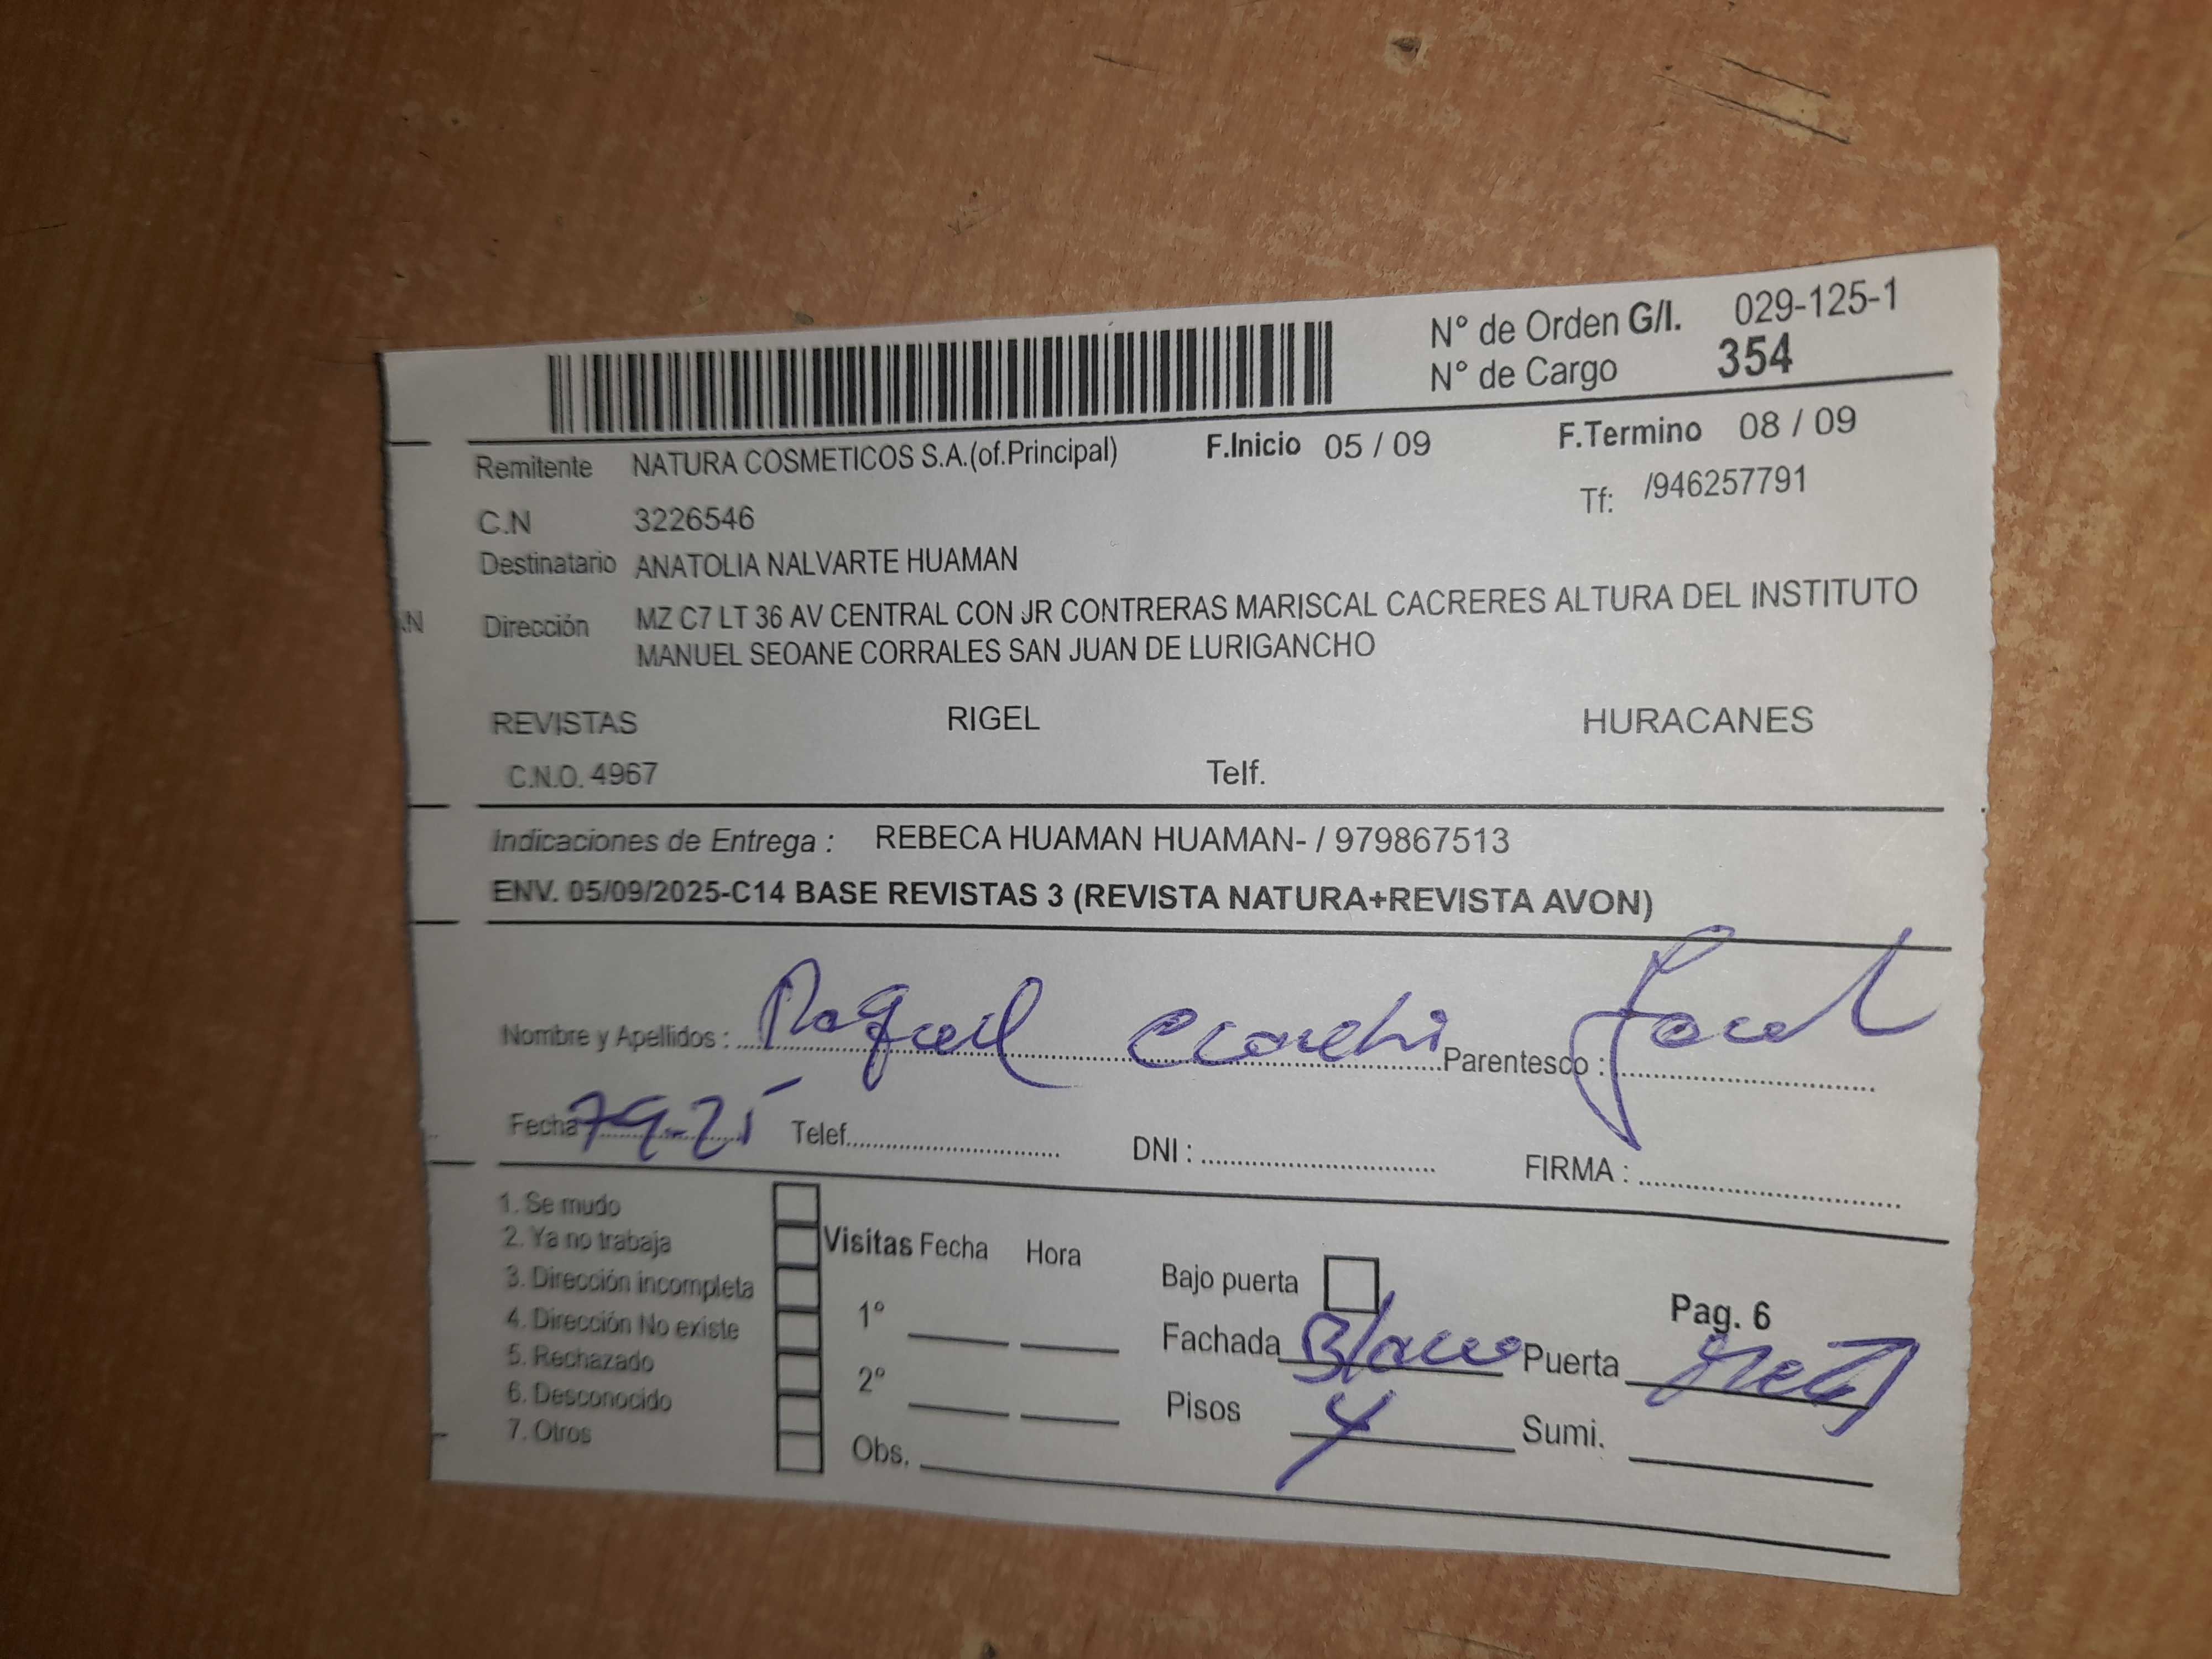 N° de Orden G/I. 029-125-1
N° de Cargo 354
Remitente NATURA COSMETICOS S.A.(of.Principal) F.Inicio 05 / 09 F.Termino 08 / 09
C.N 3226546 Tf: /946257791
Destinatario ANATOLIA NALVARTE HUAMAN
Dirección MZ C7 LT 36 AV CENTRAL CON JR CONTRERAS MARISCAL CACRERES ALTURA DEL INSTITUTO
MANUEL SEOANE CORRALES SAN JUAN DE LURIGANCHO
REVISTAS RIGEL HURACANES
C.N.O. 4967 Telf.
Indicaciones de Entrega : REBECA HUAMAN HUAMAN- / 979867513
ENV. 05/09/2025-C14 BASE REVISTAS 3 (REVISTA NATURA+REVISTA AVON)
Nombre y Apellidos : Raquel Parentesco :
Fecha 7-9-25 Telef. DNI : FIRMA :
1. Se mudo
2. Ya no trabaja
3. Dirección incompleta
4. Dirección No existe
5. Rechazado
6. Desconocido
7. Otros
Visitas Fecha Hora
1°
2°
Obs.
Bajo puerta Pag. 6
Fachada Blanco Puerta
Pisos 4 Sumi.